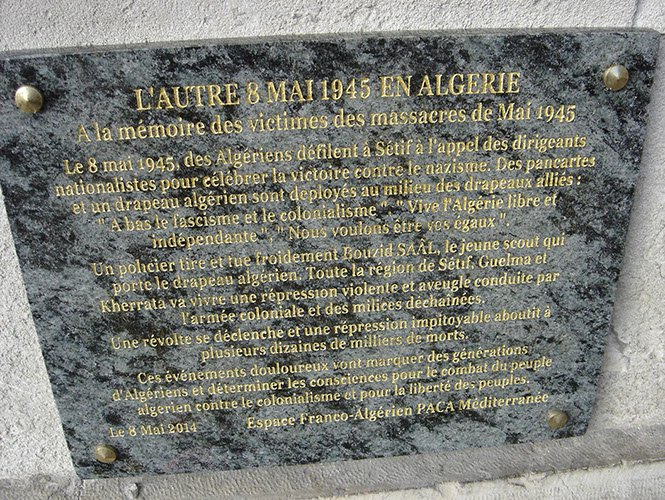 L'AUTRE 8 MAI 1945 EN ALGERIE
A la mémoire des victimes des massacres de Mai 1945
Le 8 mai 1945, des Algériens défilent à Sétif à l'appel des dirigeants
nationalistes pour célébrer la victoire contre le nazisme. Des pancartes
et un drapeau algérien sont deployés au milieu des drapeaux alliés :
" A bas le fascisme et le colonialisme ", " Vive l'Algérie libre et
indépendante ", " Nous voulons être vos égaux ".
Un policier tire et tue froidement Bouzid SAÂL, le jeune scout qui
porte le drapeau algérien. Toute la région de Sétif, Guelma et
Kherrata va vivre une répression violente et aveugle conduite par
l'armée coloniale et des milices déchaînées.
Une révolte se déclenche et une répression impitoyable aboutit à
plusieurs dizaines de milliers de morts.
Ces événements douloureux vont marquer des générations
d'Algériens et déterminer les consciences pour le combat du peuple
algérien contre le colonialisme et pour la liberté des peuples.
Le 8 Mai 2014 Espace Franco-Algérien PACA Méditerranée